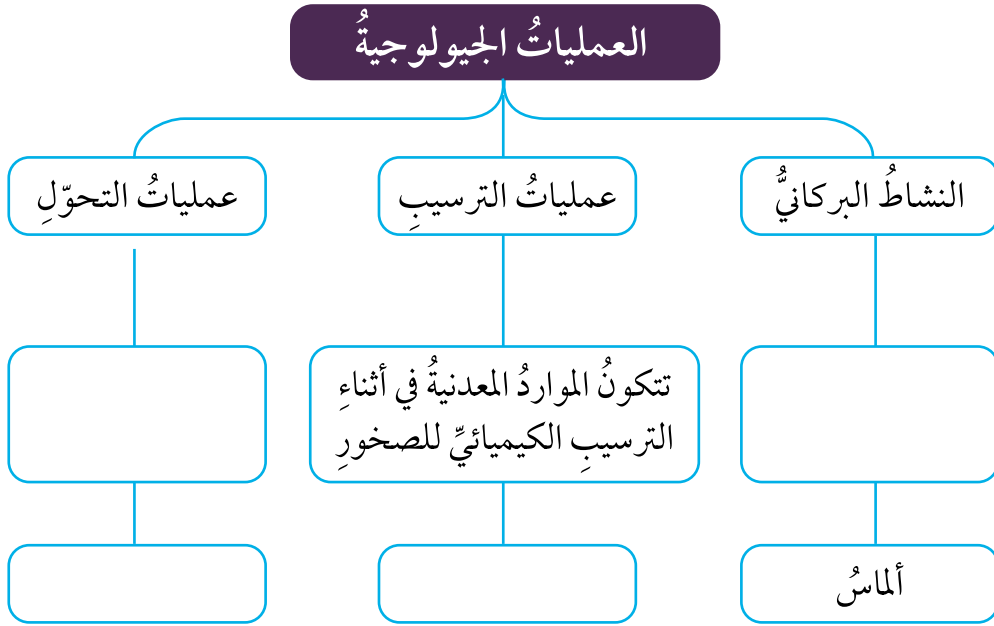 العملياتُ الجيولوجيةُ
النشاطُ البركانيُّ
عملياتُ الترسيبِ
عملياتُ التحوّلِ
تتكونُ المواردُ المعدنيةُ في أثناءِ
الترسيبِ الكيميائيِّ للصخورِ
ألماسُ